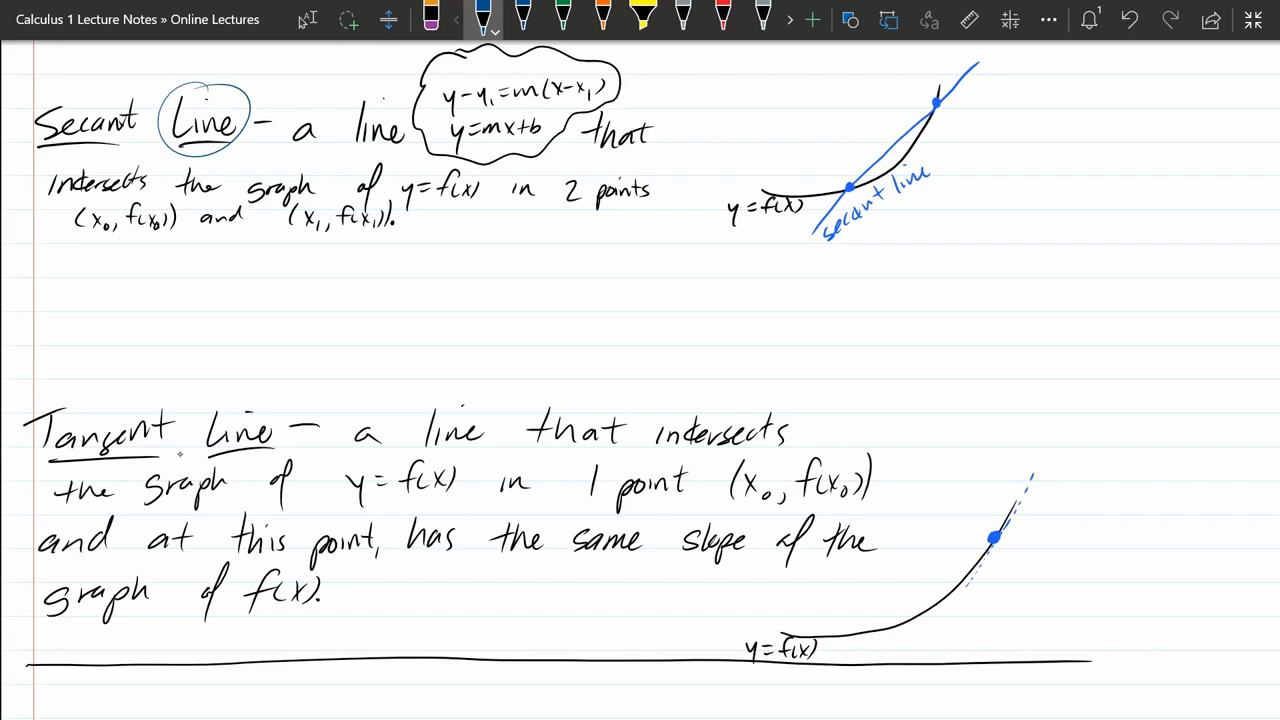 Calculus 1 Lecture Notes » Online Lectures
1
y-y₁=m(x-x₁)
Secant Line - a line y=mx+b that
intersects the graph of y=f(x) in 2 points
(x₀, f(x₀)) and (x₁, f(x₁)).
y=f(x)
secant line
Tangent Line - a line that intersects
the graph of y=f(x) in 1 point (x₀, f(x₀))
and at this point, has the same slope of the
graph of f(x).
y=f(x)